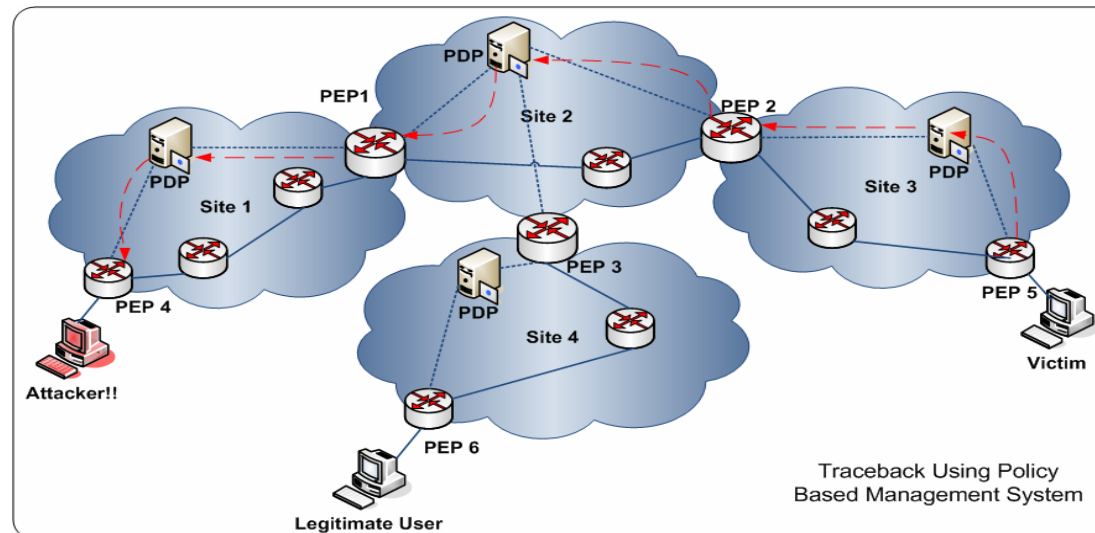 PDP
PEP1
Site 2
PEP 2
PDP
Site 1
PDP
Site 3
PEP 4
Attacker!!
PEP 3
PDP
Site 4
PEP 5
Victim
PEP 6
Legitimate User
Traceback Using Policy
Based Management System